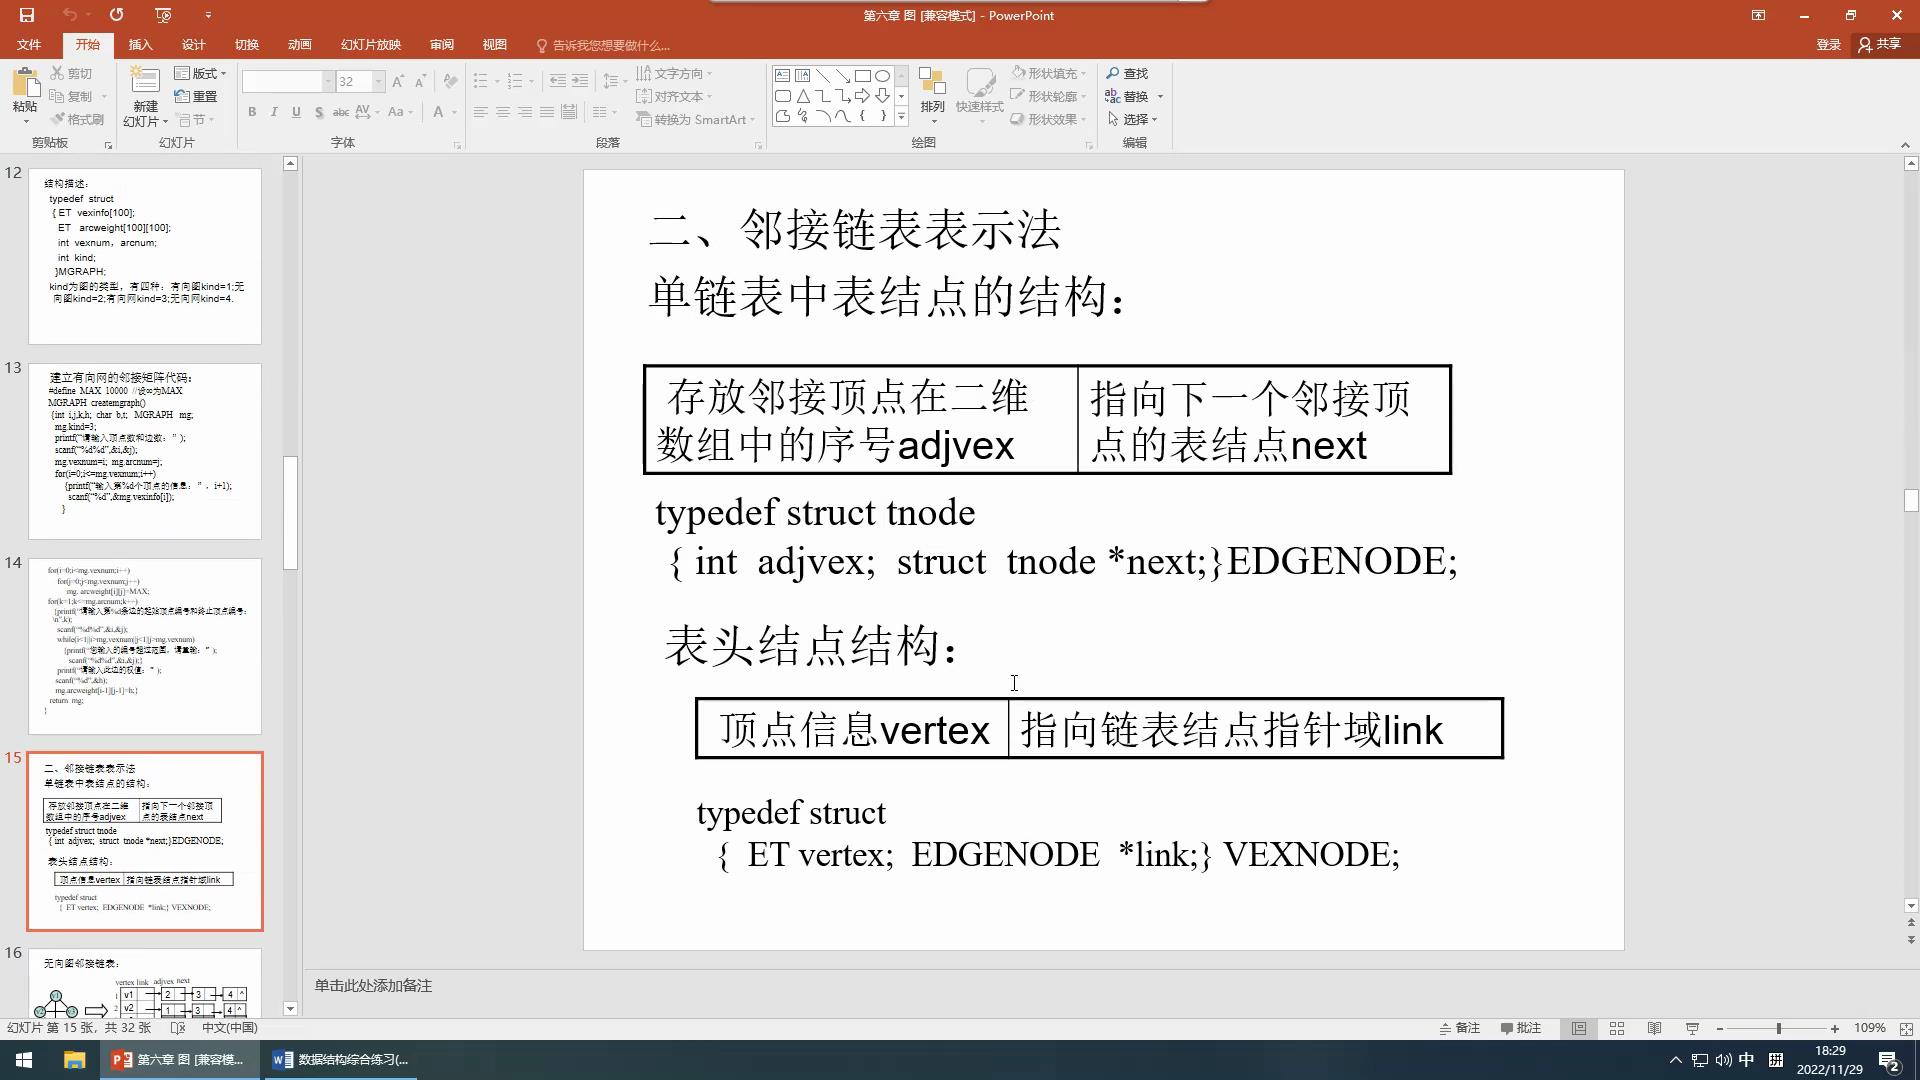 第六章 图 [兼容模式] - PowerPoint
文件 开始 插入 设计 切换 动画 幻灯片放映 审阅 视图 告诉我您想要做什么... 登录 共享
粘贴 剪切 复制 格式刷 剪贴板
新建 幻灯片 版式 重置 节 幻灯片
32 字体
文字方向 对齐文本 转换为 SmartArt 段落
排列 快速样式 形状填充 形状轮廓 形状效果 绘图
查找 替换 选择 编辑
12
结构描述：
typedef struct
{ ET vexinfo[100];
ET arcweight[100][100];
int vexnum，arcnum;
int kind;
}MGRAPH;
kind为图的类型，有四种：有向图kind=1;无
向图kind=2;有向网kind=3;无向网kind=4.
13
建立有向网的邻接矩阵代码：
#define MAX 10000 //设∞为MAX
MGRAPH createmgraph()
{int i,j,k,h; char b,t; MGRAPH mg;
mg.kind=3;
printf(“请输入顶点数和边数：” );
scanf(“%d%d”,&i,&j);
mg.vexnum=i; mg.arcnum=j;
for(i=0;i<=mg.vexnum;i++)
{printf(“输入第%d个顶点的信息：” ，i+1);
scanf(“%d”,&mg.vexinfo[i]);
}
14
for(i=0;i<mg.vexnum;i++)
for(j=0;j<mg.vexnum;j++)
mg. arcweight[i][j]=MAX;
for(k=1;k<=mg.arcnum;k++)
{printf(“请输入第%d条边的起始顶点编号和终止顶点编号：
\n”,k);
scanf(“%d%d”,&i,&j);
while(i<1||i>mg.vexnum||j<1||j>mg.vexnum)
{printf(“您输入的编号超过范围，请重输：” );
scanf(“%d%d”,&i,&j);}
printf(“请输入此边的权值：” );
scanf(“%d”,&h);
mg.arcweight[i-1][j-1]=h;}
return mg;
}
15
二、邻接链表表示法
单链表中表结点的结构：
存放邻接顶点在二维 指向下一个邻接顶
数组中的序号adjvex 点的表结点next
typedef struct tnode
{ int adjvex; struct tnode *next;}EDGENODE;
表头结点结构：
顶点信息vertex 指向链表结点指针域link
typedef struct
{ ET vertex; EDGENODE *link;} VEXNODE;
16
无向图邻接链表：
vertex link adjvex next
v1 2 3 4 ^
v2 1 3 4 ^
二、邻接链表表示法
单链表中表结点的结构：
存放邻接顶点在二维 指向下一个邻接顶
数组中的序号adjvex 点的表结点next
typedef struct tnode
{ int adjvex; struct tnode *next;}EDGENODE;
表头结点结构：
顶点信息vertex 指向链表结点指针域link
typedef struct
{ ET vertex; EDGENODE *link;} VEXNODE;
单击此处添加备注
幻灯片 第 15 张，共 32 张 中文(中国) 备注 批注 109%
第六章 图 [兼容模... 数据结构综合练习(... 中 拼 18:29
2022/11/29 2